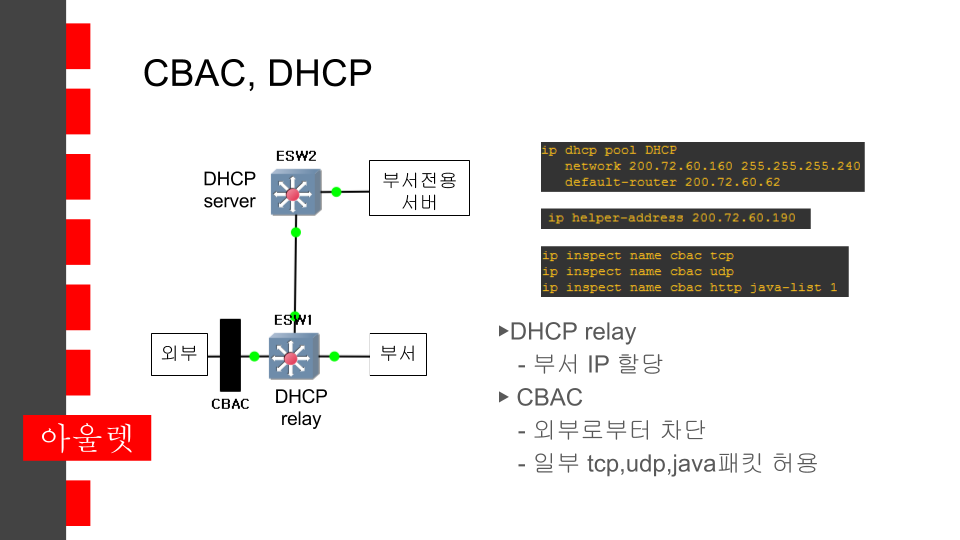 CBAC, DHCP
ESW2
DHCP
server
부서전용
서버
ESW1
외부
부서
CBAC
DHCP
relay
아울렛
ip dhcp pool DHCP
network 200.72.60.160 255.255.255.240
default-router 200.72.60.62
ip helper-address 200.72.60.190
ip inspect name cbac tcp
ip inspect name cbac udp
ip inspect name cbac http java-list 1
▶DHCP relay
- 부서 IP 할당
▶ CBAC
- 외부로부터 차단
- 일부 tcp,udp,java패킷 허용